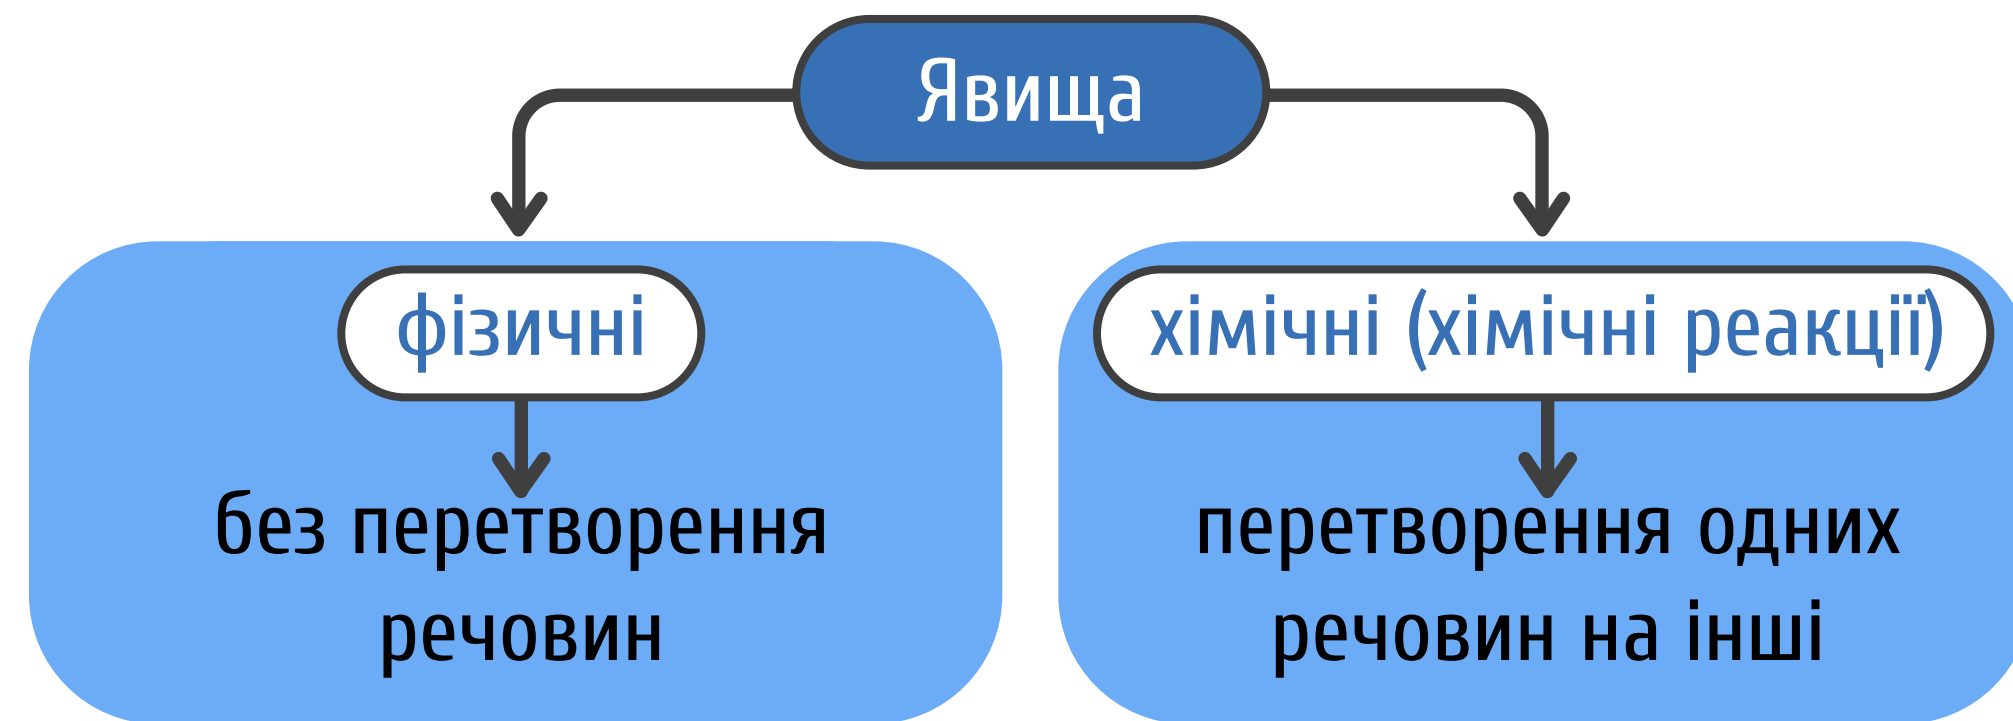 Явища
фізичні
без перетворення
речовин
хімічні (хімічні реакції)
перетворення одних
речовин на інші